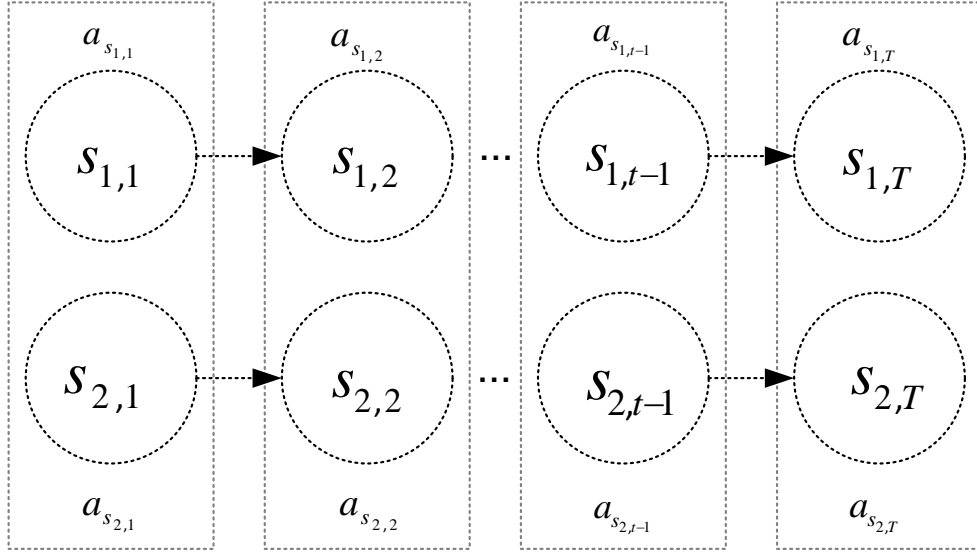 a_{s_{1,1}} a_{s_{1,2}} a_{s_{1,t-1}} a_{s_{1,T}}
s_{1,1} s_{1,2} ... s_{1,t-1} s_{1,T}
s_{2,1} s_{2,2} ... s_{2,t-1} s_{2,T}
a_{s_{2,1}} a_{s_{2,2}} a_{s_{2,t-1}} a_{s_{2,T}}